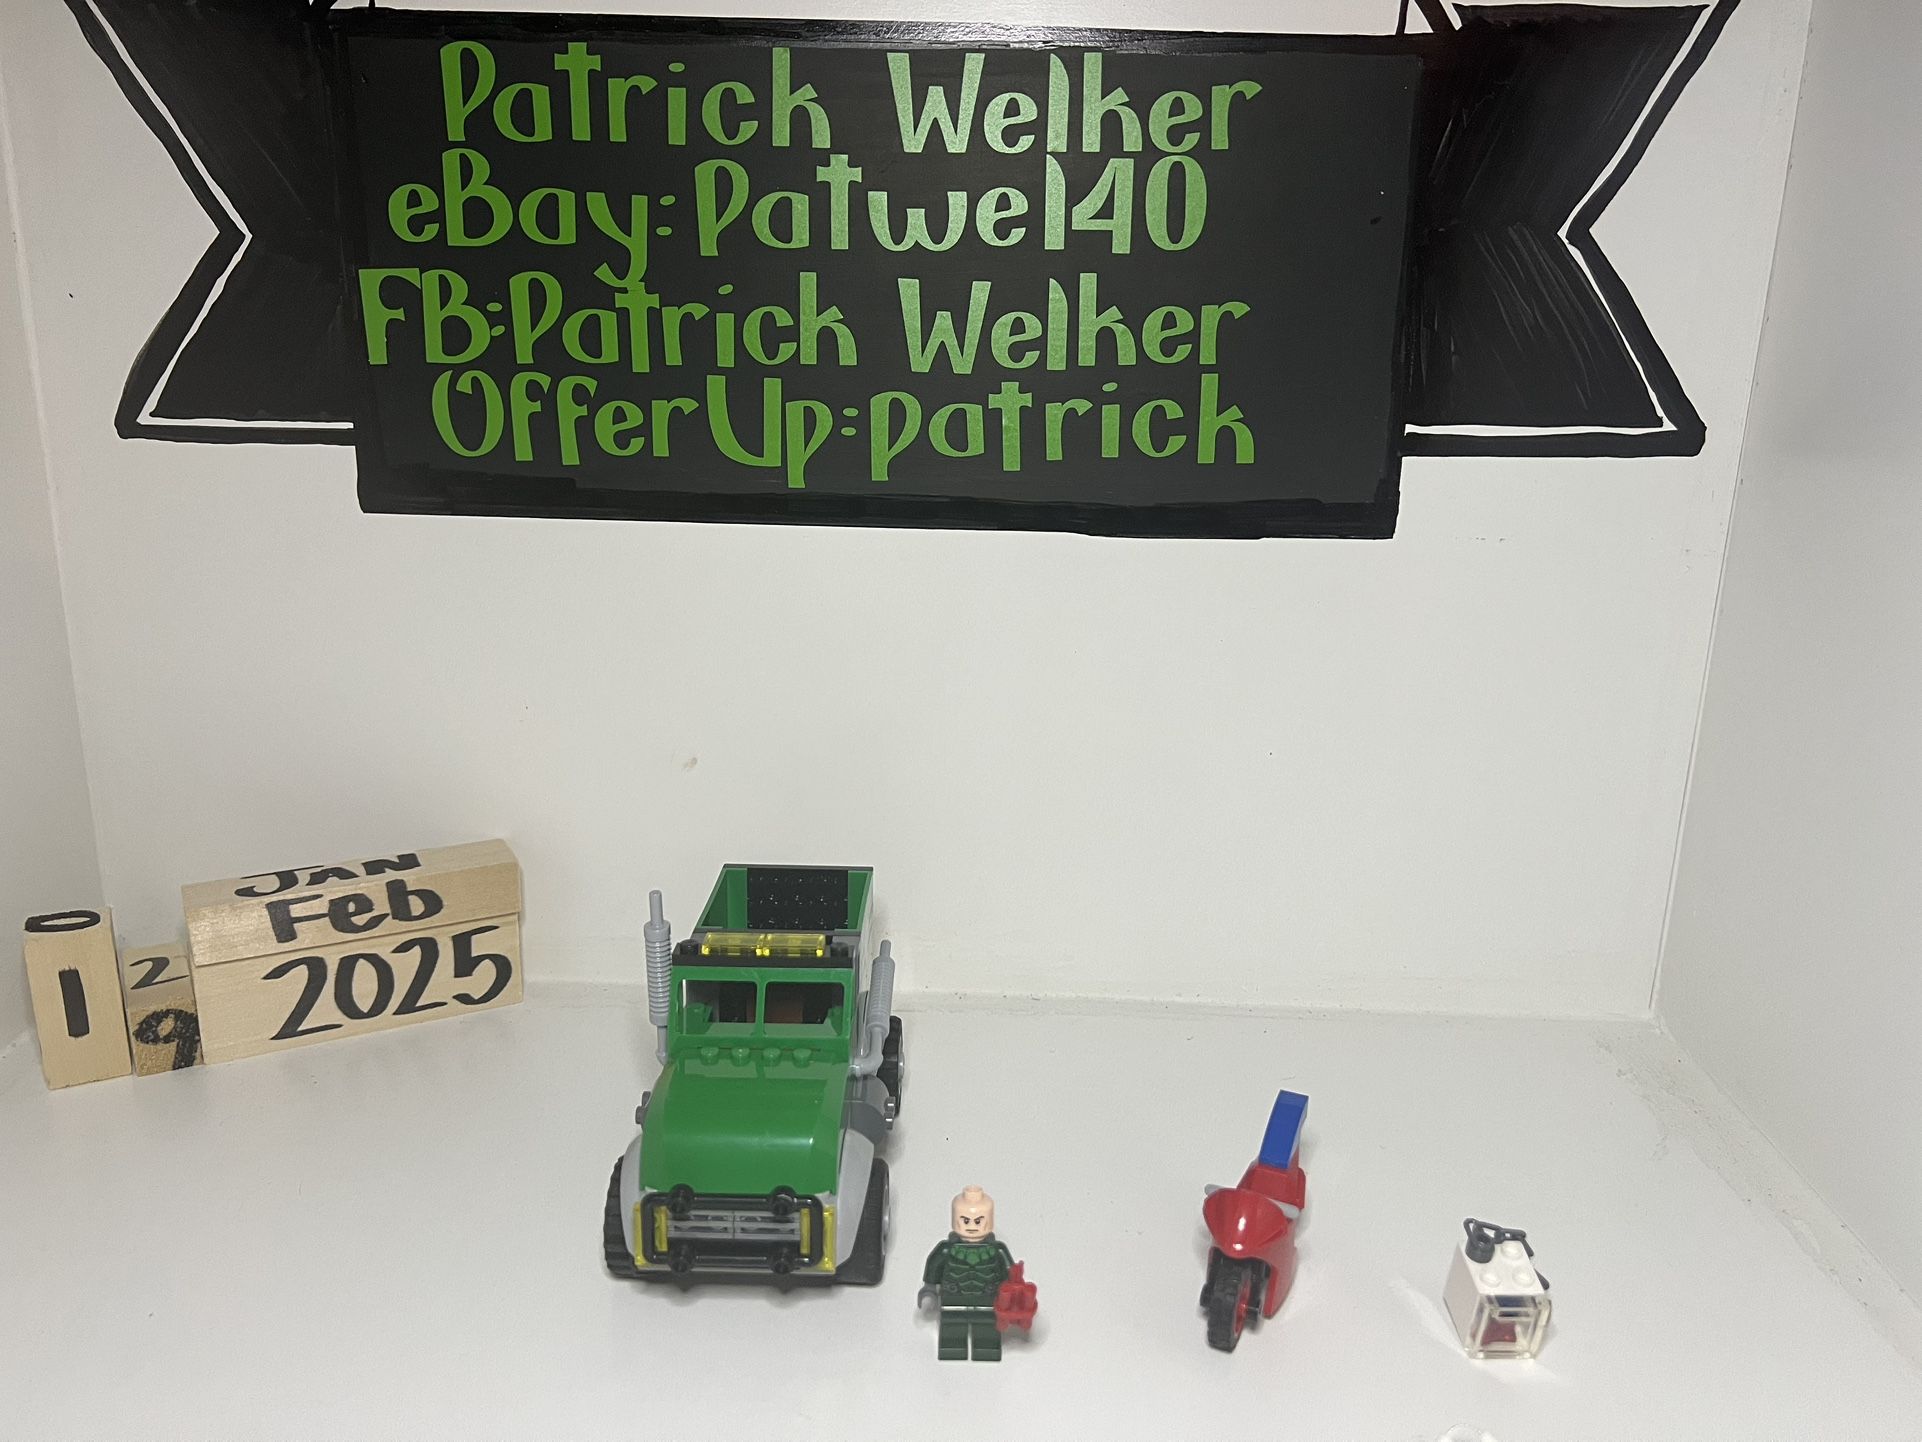 Patrick Welker
eBay:Patwel40
FB:Patrick Welker
OfferUp:patrick
JAN
Feb
2025
0
1
2
9